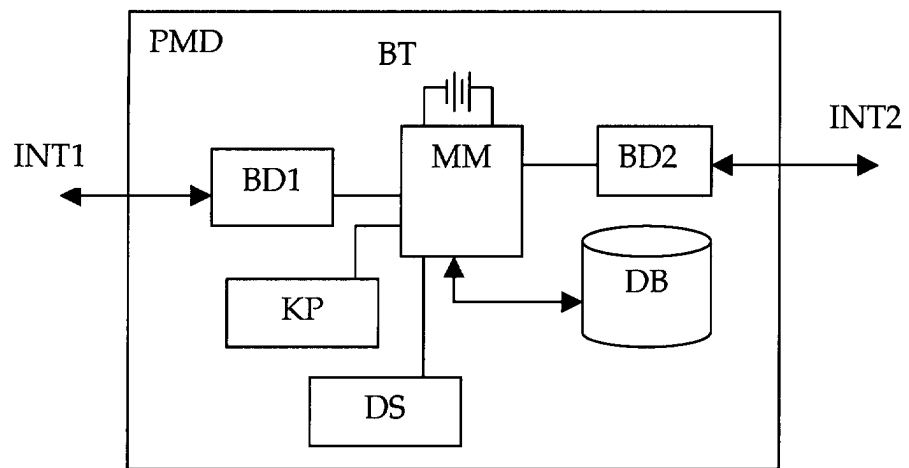 PMD
BT
INT1
INT2
BD1
MM
BD2
KP
DB
DS